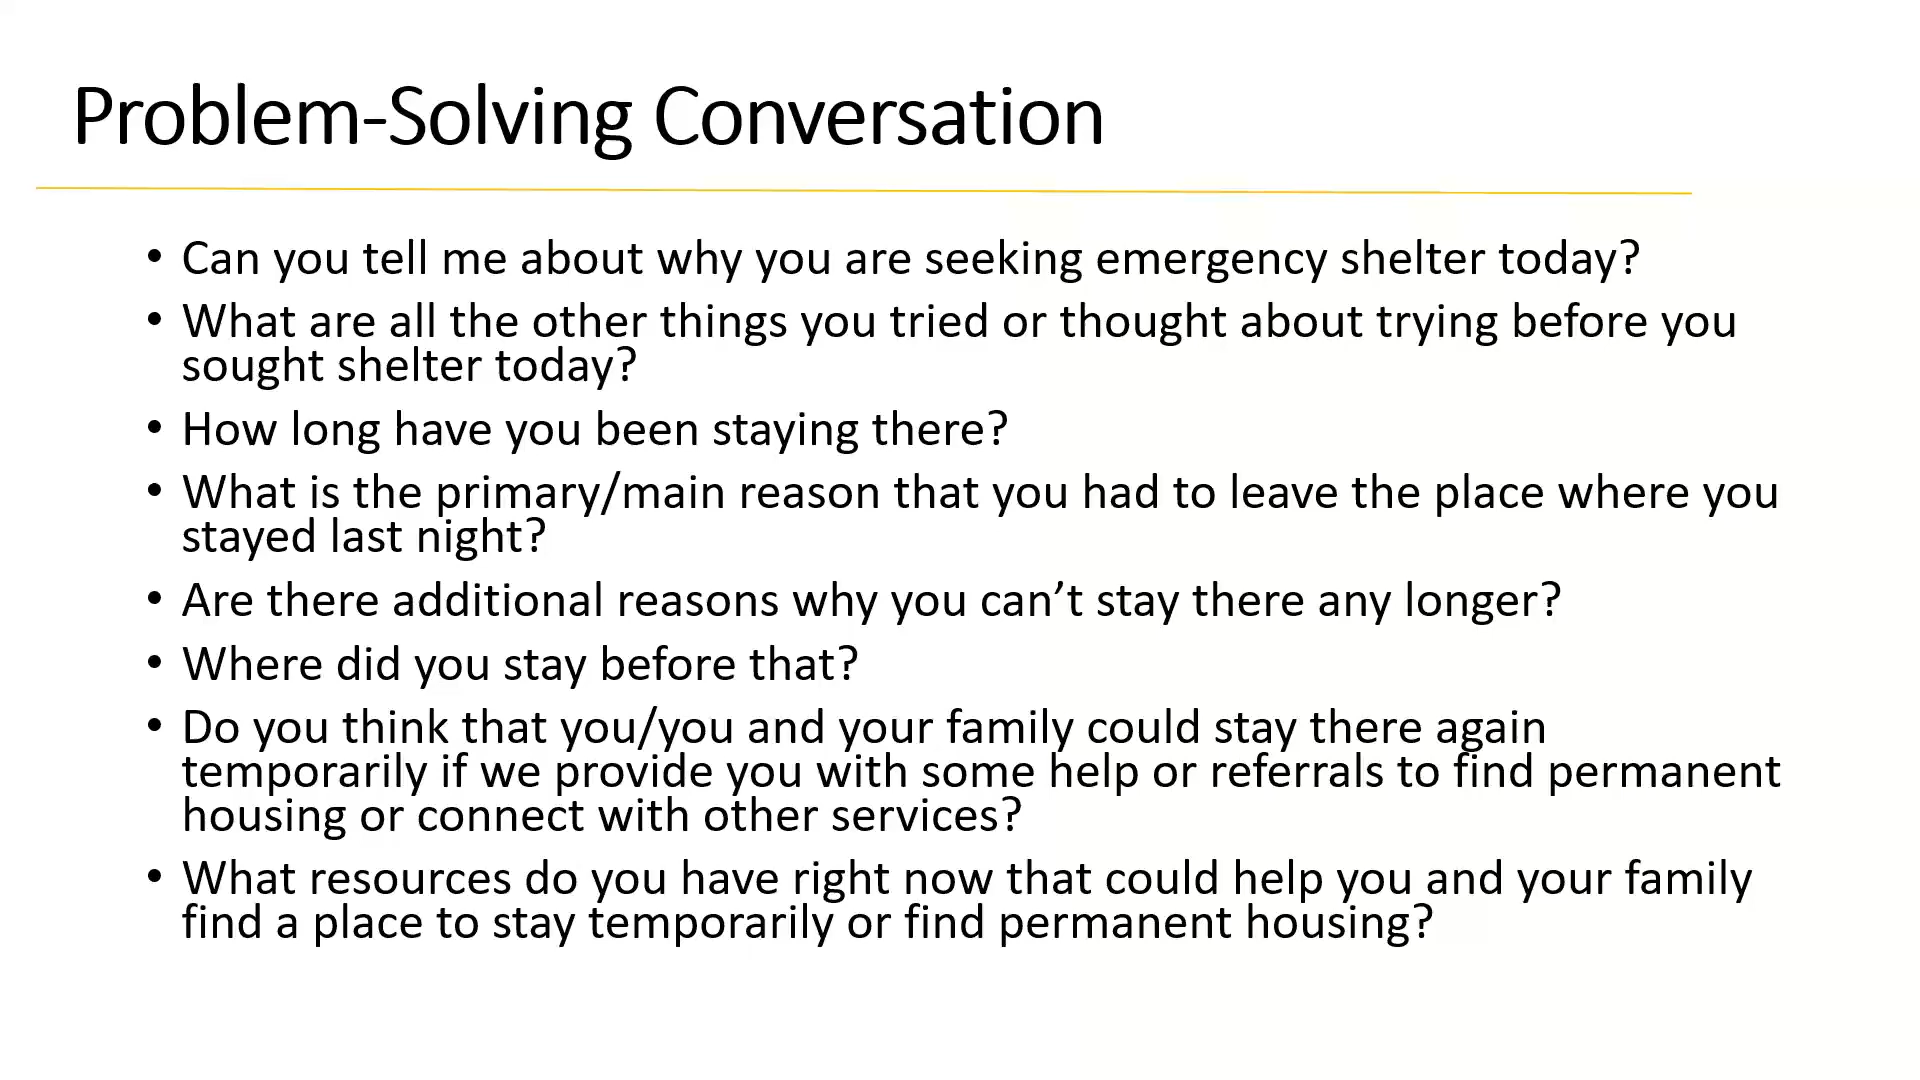 Problem-Solving Conversation
• Can you tell me about why you are seeking emergency shelter today?
• What are all the other things you tried or thought about trying before you
sought shelter today?
• How long have you been staying there?
• What is the primary/main reason that you had to leave the place where you
stayed last night?
• Are there additional reasons why you can’t stay there any longer?
• Where did you stay before that?
• Do you think that you/you and your family could stay there again
temporarily if we provide you with some help or referrals to find permanent
housing or connect with other services?
• What resources do you have right now that could help you and your family
find a place to stay temporarily or find permanent housing?